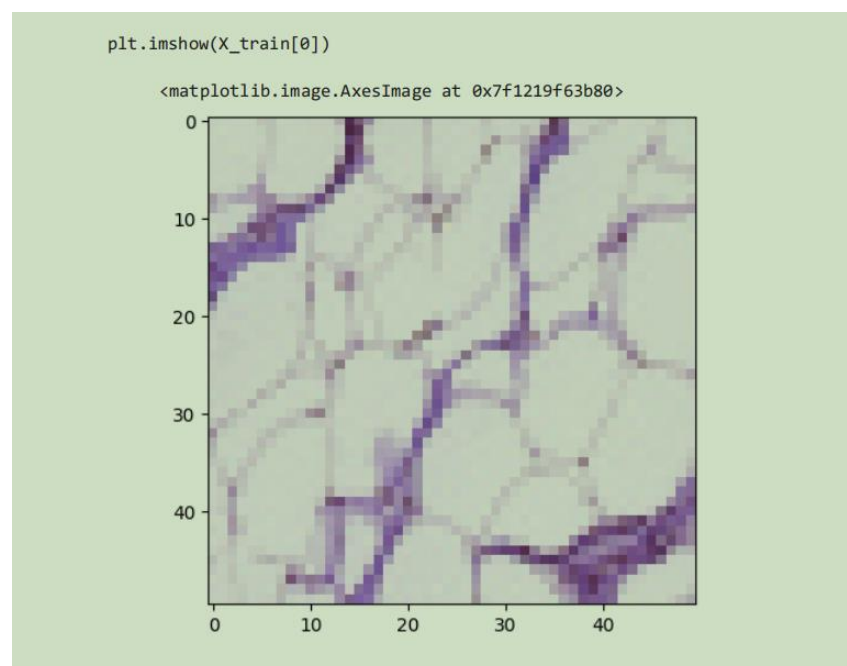 plt.imshow(X_train[0])
<matplotlib.image.AxesImage at 0x7f1219f63b80>
0
10
20
30
40
0 10 20 30 40